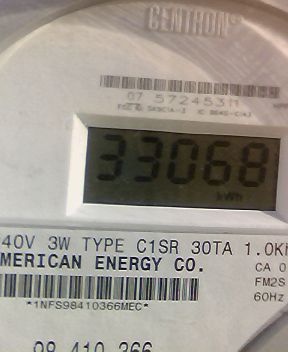 CENTRON®
07 572453M
33068
kWh
40V 3W TYPE C1SR 30TA 1.0K
MERICAN ENERGY CO.
CA 0
FM2S
60Hz
*1NFS98410366MEC*
98 410 366